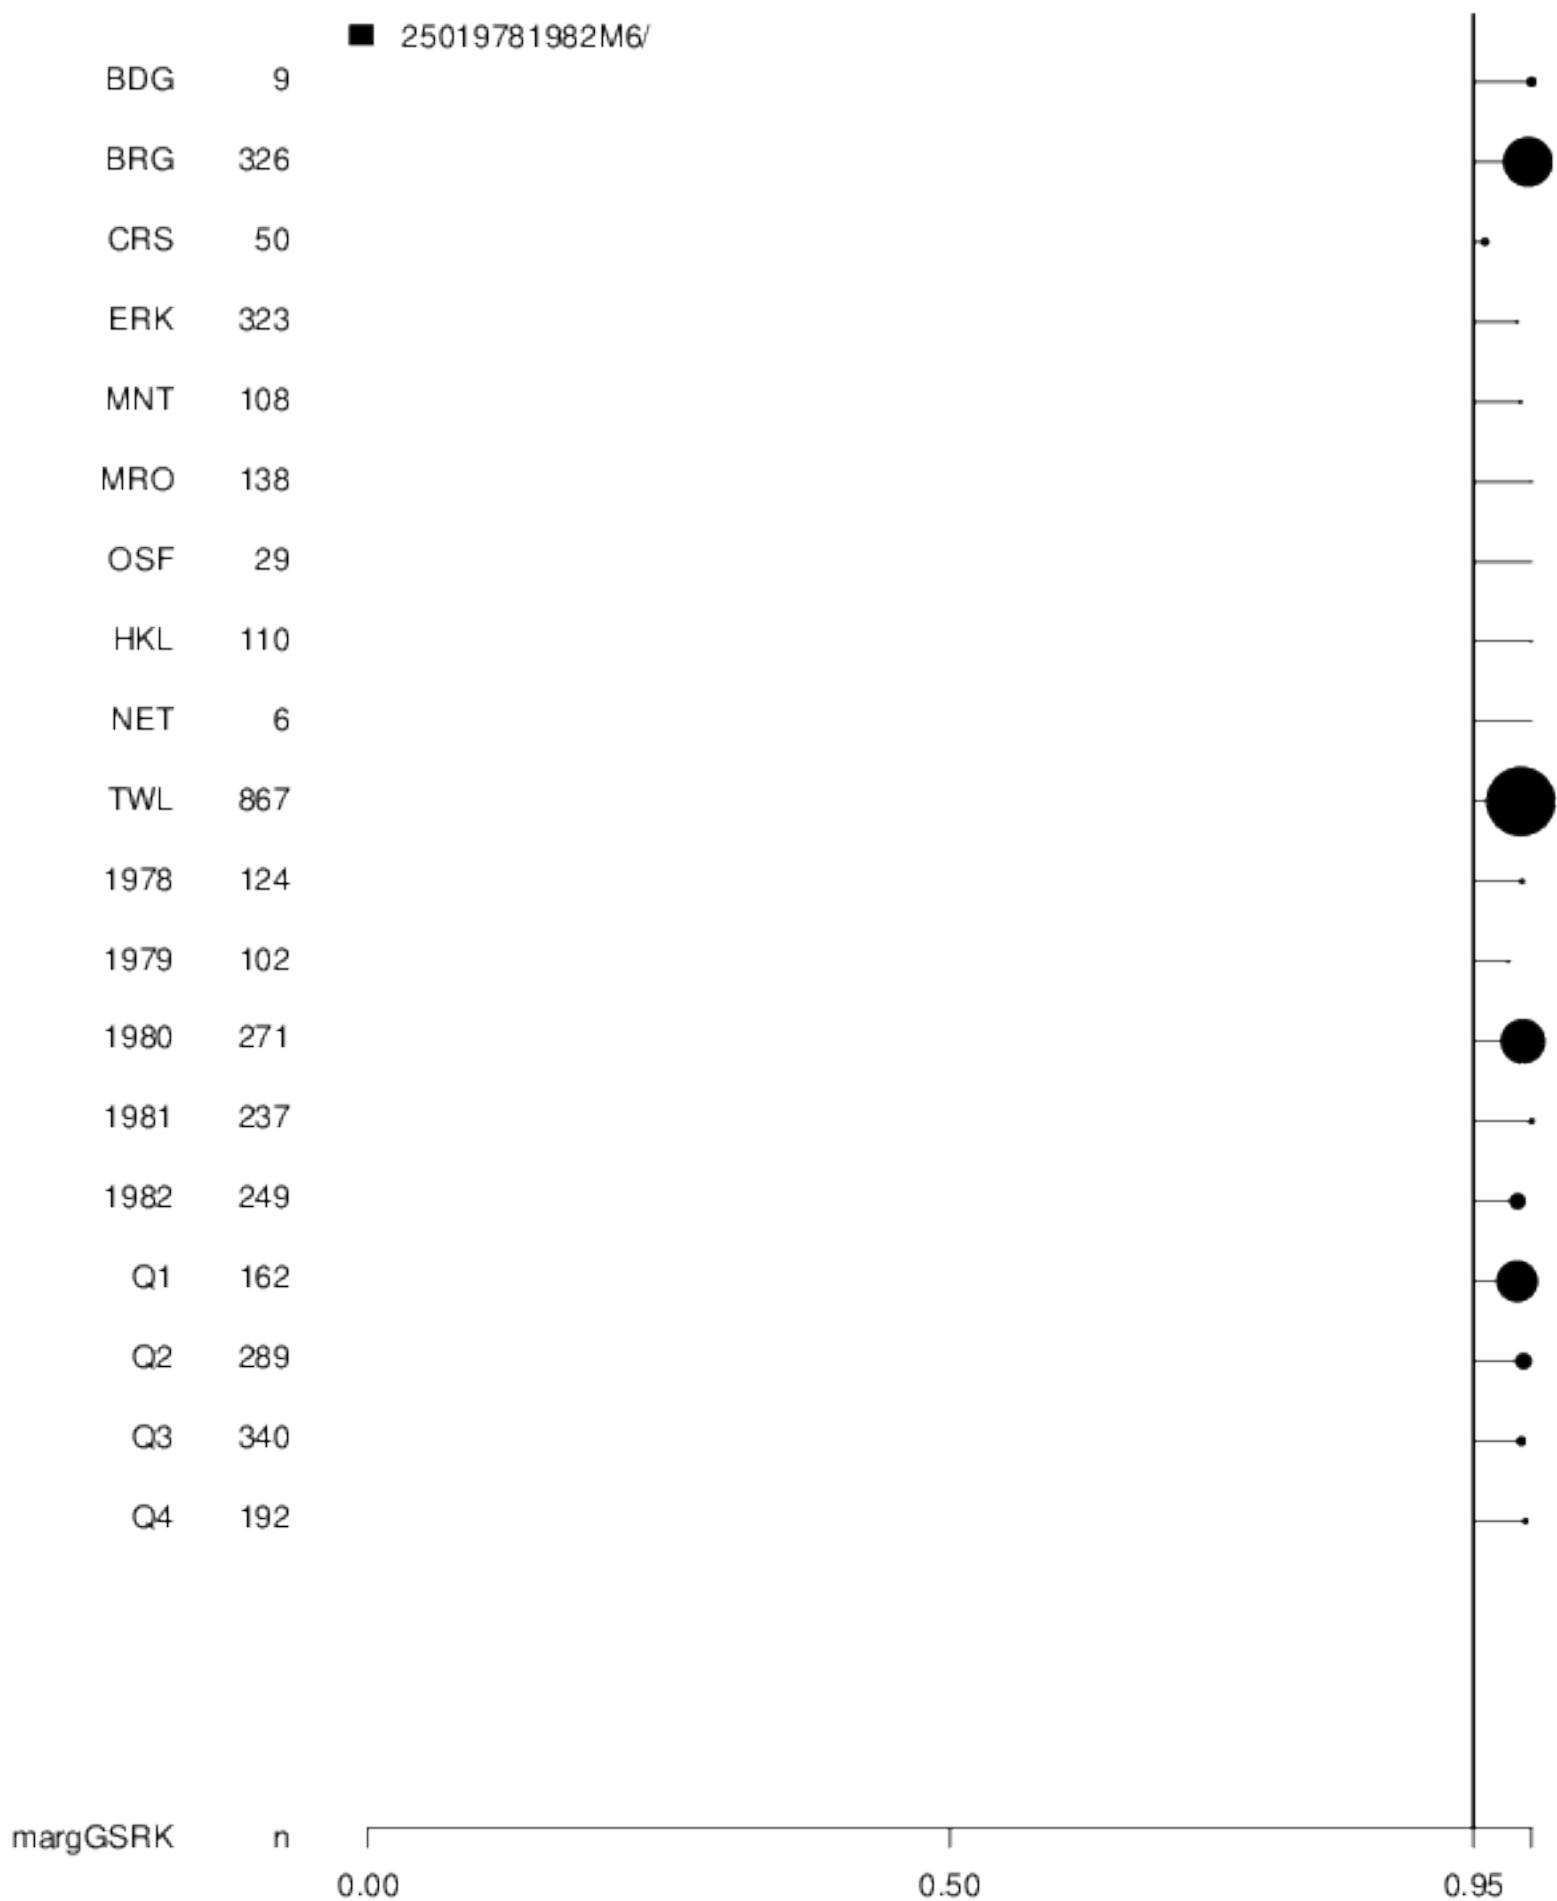 25019781982M6/
BDG 9
BRG 326
CRS 50
ERK 323
MNT 108
MRO 138
OSF 29
HKL 110
NET 6
TWL 867
1978 124
1979 102
1980 271
1981 237
1982 249
Q1 162
Q2 289
Q3 340
Q4 192
margGSRK n
0.00 0.50 0.95